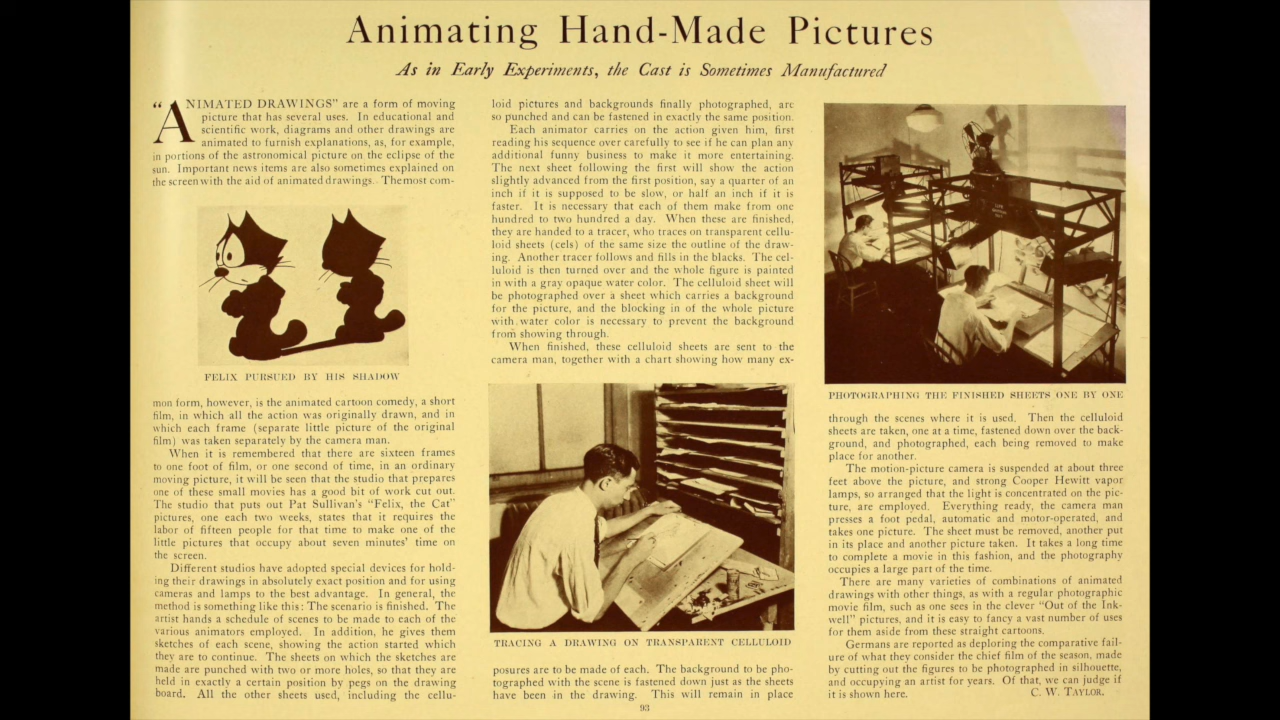 Animating Hand-Made Pictures
As in Early Experiments, the Cast is Sometimes Manufactured
“ANIMATED DRAWINGS” are a form of moving
picture that has several uses. In educational and
scientific work, diagrams and other drawings are
animated to furnish explanations, as, for example,
in portions of the astronomical picture on the eclipse of the
sun. Important news items are also sometimes explained on
the screen with the aid of animated drawings. The most com-
FELIX PURSUED BY HIS SHADOW
mon form, however, is the animated cartoon comedy, a short
film, in which all the action was originally drawn, and in
which each frame (separate little picture of the original
film) was taken separately by the camera man.
When it is remembered that there are sixteen frames
to one foot of film, or one second of time, in an ordinary
moving picture, it will be seen that the studio that prepares
one of these small movies has a good bit of work cut out.
The studio that puts out Pat Sullivan's “Felix, the Cat”
pictures, one each two weeks, states that it requires the
labor of fifteen people for that time to make one of the
little pictures that occupy about seven minutes' time on
the screen.
Different studios have adopted special devices for hold-
ing their drawings in absolutely exact position and for using
cameras and lamps to the best advantage. In general, the
method is something like this: The scenario is finished. The
artist hands a schedule of scenes to be made to each of the
various animators employed. In addition, he gives them
sketches of each scene, showing the action started which
they are to continue. The sheets on which the sketches are
made are punched with two or more holes, so that they are
held in exactly a certain position by pegs on the drawing
board. All the other sheets used, including the cellu-
loid pictures and backgrounds finally photographed, are
so punched and can be fastened in exactly the same position.
Each animator carries on the action given him, first
reading his sequence over carefully to see if he can plan any
additional funny business to make it more entertaining.
The next sheet following the first will show the action
slightly advanced from the first position, say a quarter of an
inch if it is supposed to be slow, or half an inch if it is
faster. It is necessary that each of them make from one
hundred to two hundred a day. When these are finished,
they are handed to a tracer, who traces on transparent cellu-
loid sheets (cels) of the same size the outline of the draw-
ing. Another tracer follows and fills in the blacks. The cel-
luloid is then turned over and the whole figure is painted
in with a gray opaque water color. The celluloid sheet will
be photographed over a sheet which carries a background
for the picture, and the blocking in of the whole picture
with water color is necessary to prevent the background
from showing through.
When finished, these celluloid sheets are sent to the
camera man, together with a chart showing how many ex-
TRACING A DRAWING ON TRANSPARENT CELLULOID
posures are to be made of each. The background to be pho-
tographed with the scene is fastened down just as the sheets
have been in the drawing. This will remain in place
PHOTOGRAPHING THE FINISHED SHEETS ONE BY ONE
through the scenes where it is used. Then the celluloid
sheets are taken, one at a time, fastened down over the back-
ground, and photographed, each being removed to make
place for another.
The motion-picture camera is suspended at about three
feet above the picture, and strong Cooper Hewitt vapor
lamps, so arranged that the light is concentrated on the pic-
ture, are employed. Everything ready, the camera man
presses a foot pedal, automatic and motor-operated, and
takes one picture. The sheet must be removed, another put
in its place and another picture taken. It takes a long time
to complete a movie in this fashion, and the photography
occupies a large part of the time.
There are many varieties of combinations of animated
drawings with other things, as with a regular photographic
movie film, such as one sees in the clever “Out of the Ink-
well” pictures, and it is easy to fancy a vast number of uses
for them aside from these straight cartoons.
Germans are reported as deploring the comparative fail-
ure of what they consider the chief film of the season, made
by cutting out the figures to be photographed in silhouette,
and occupying an artist for years. Of that, we can judge if
it is shown here. C. W. TAYLOR.
93